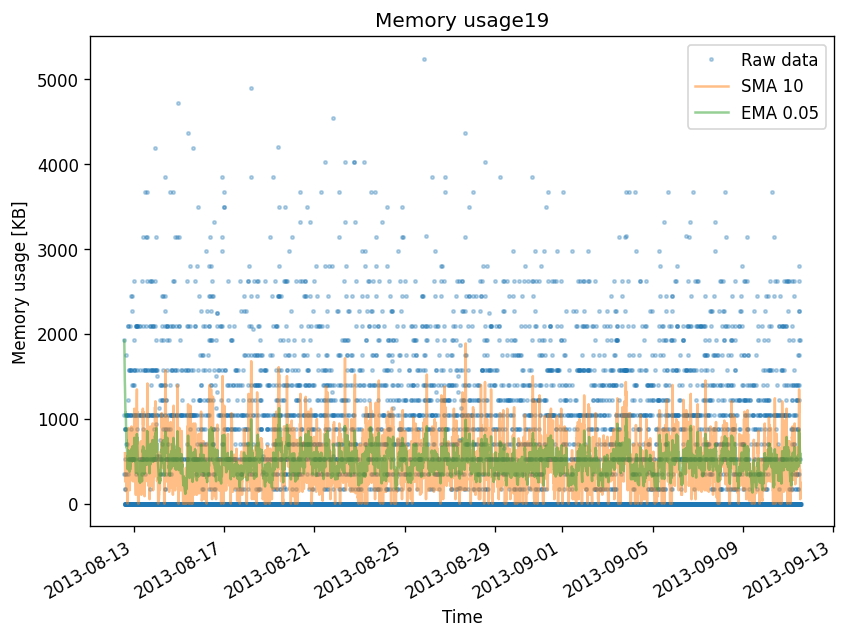 Memory usage19
Raw data
SMA 10
EMA 0.05
5000
4000
3000
2000
1000
0
Memory usage [KB]
2013-08-13
2013-08-17
2013-08-21
2013-08-25
2013-08-29
2013-09-01
2013-09-05
2013-09-09
2013-09-13
Time